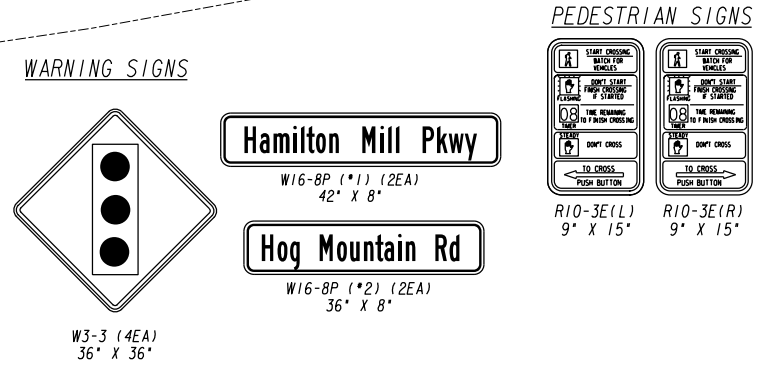 PEDESTRIAN SIGNS
WARNING SIGNS
START CROSSING
WATCH FOR
VEHICLES
DON'T START
FINISH CROSSING
IF STARTED
FLASHING
08
TIME REMAINING
TO FINISH CROSSING
TIMER
STEADY
DON'T CROSS
TO CROSS
PUSH BUTTON
R10-3E(L)
9" X 15"
START CROSSING
WATCH FOR
VEHICLES
DON'T START
FINISH CROSSING
IF STARTED
FLASHING
08
TIME REMAINING
TO FINISH CROSSING
TIMER
STEADY
DON'T CROSS
TO CROSS
PUSH BUTTON
R10-3E(R)
9" X 15"
Hamilton Mill Pkwy
W16-8P (#1) (2EA)
42" X 8"
Hog Mountain Rd
W16-8P (#2) (2EA)
36" X 8"
W3-3 (4EA)
36" X 36"